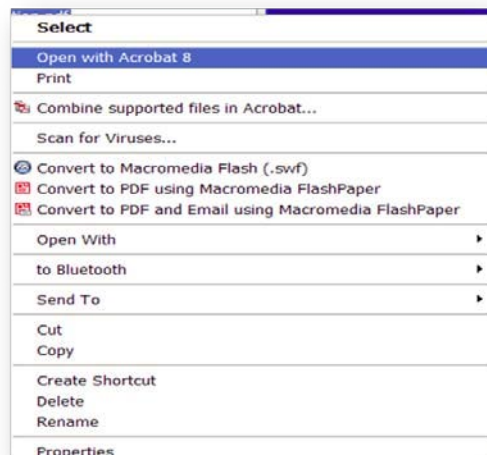 Select
Open with Acrobat 8
Print
Combine supported files in Acrobat...
Scan for Viruses...
Convert to Macromedia Flash (.swf)
Convert to PDF using Macromedia FlashPaper
Convert to PDF and Email using Macromedia FlashPaper
Open With
to Bluetooth
Send To
Cut
Copy
Create Shortcut
Delete
Rename
Properties